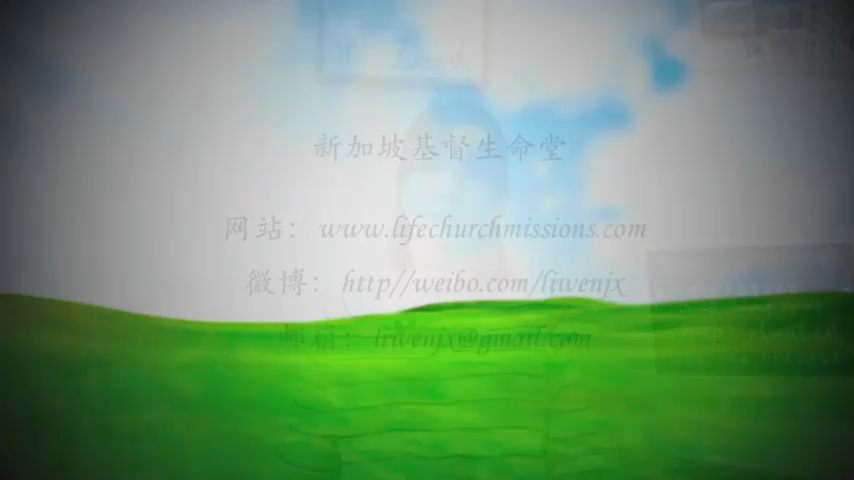 新加坡基督生命堂
网站：www.lifechurchmissions.com
微博：http//weibo.com/liwenjx
邮箱：liwenjx@gmail.com